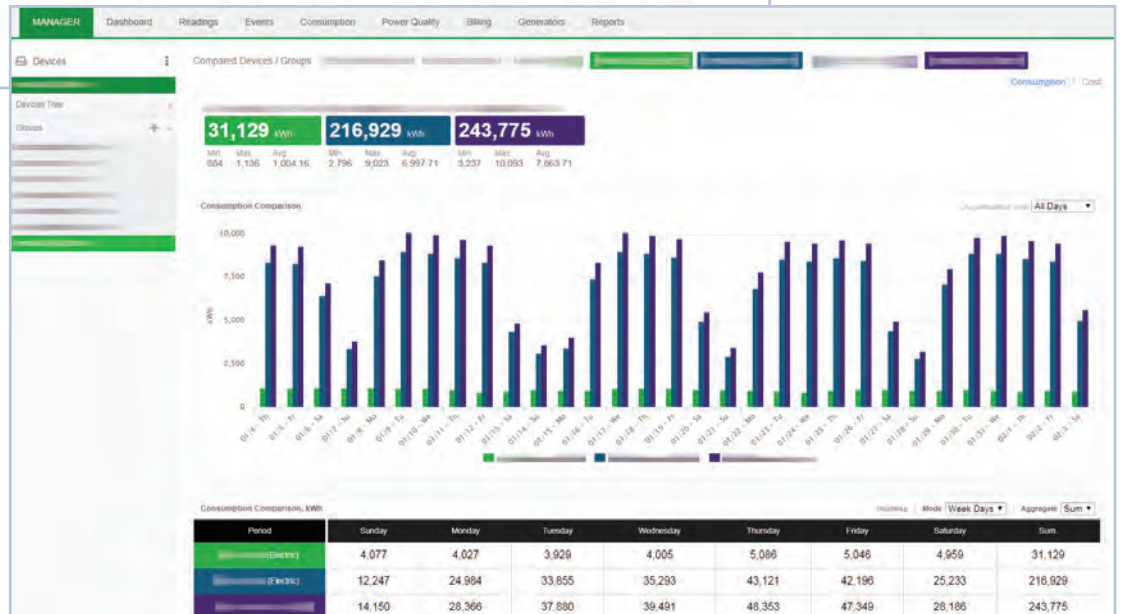 MANAGER Dashboard Readings Events Consumption Power Quality Billing Generators Reports
Devices
Compared Devices / Groups
Consumption / Cost
Devices Tree
Groups
31,129 kWh 216,929 kWh 243,775 kWh
Min. Max. Avg. Min. Max. Avg. Min. Max. Avg.
884 1,136 1,004.16 2,796 9,023 6,997.71 3,237 10,093 7,863.71
Consumption Comparison
All Days
10,000
7,500
5,000
2,500
0
kWh
01/4 - Th 01/5 - Fr 01/6 - Sa 01/7 - Su 01/8 - Mo 01/9 - Tu 01/10 - We 01/11 - Th 01/12 - Fr 01/13 - Sa 01/14 - Su 01/15 - Mo 01/16 - Tu 01/17 - We 01/18 - Th 01/19 - Fr 01/20 - Sa 01/21 - Su 01/22 - Mo 01/23 - Tu 01/24 - We 01/25 - Th 01/26 - Fr 01/27 - Sa 01/28 - Su 01/29 - Mo 01/30 - Tu 01/31 - We 02/1 - Th 02/2 - Fr 02/3 - Sa
Consumption Comparison, kWh
Heatmap Mode Week Days Aggregate Sum
Period Sunday Monday Tuesday Wednesday Thursday Friday Saturday Sum
(Electric) 4,077 4,027 3,929 4,005 5,086 5,046 4,959 31,129
(Electric) 12,247 24,984 33,855 35,293 43,121 42,196 25,233 216,929
14,150 28,366 37,880 39,491 48,353 47,349 28,186 243,775